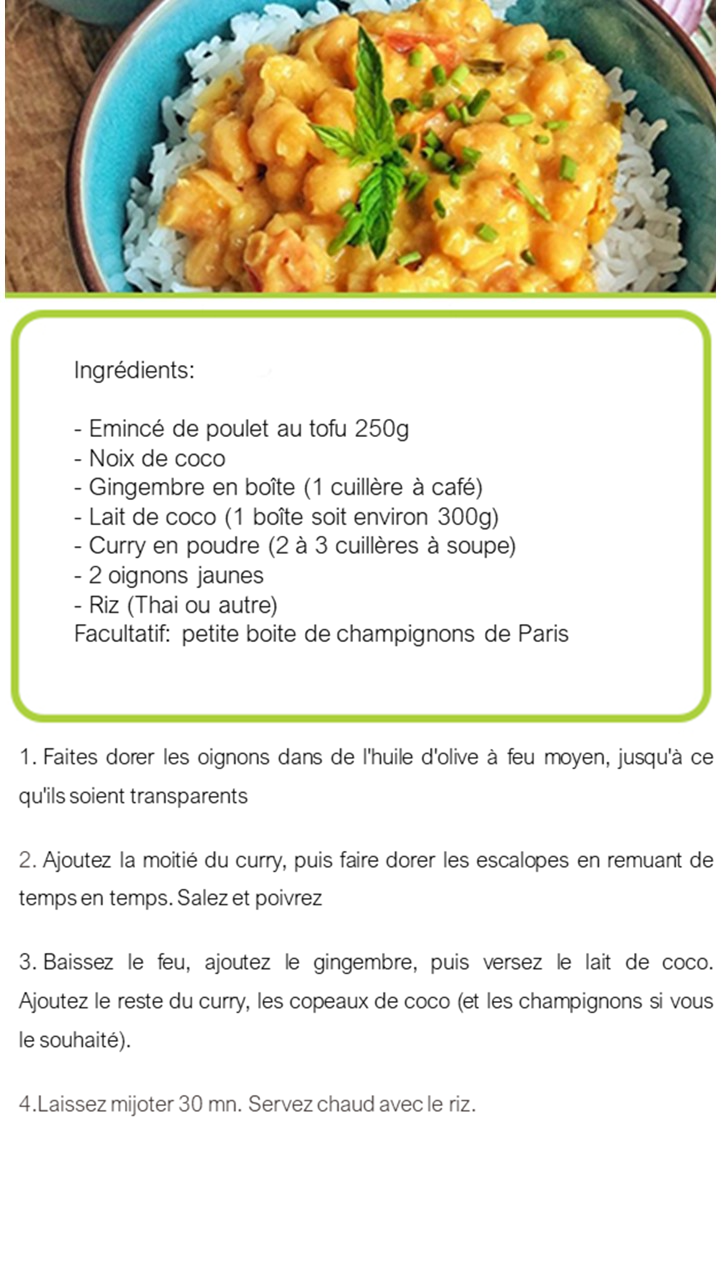 Ingrédients:
- Emincé de poulet au tofu 250g
- Noix de coco
- Gingembre en boîte (1 cuillère à café)
- Lait de coco (1 boîte soit environ 300g)
- Curry en poudre (2 à 3 cuillères à soupe)
- 2 oignons jaunes
- Riz (Thai ou autre)
Facultatif: petite boite de champignons de Paris
1. Faites dorer les oignons dans de l'huile d'olive à feu moyen, jusqu'à ce
qu'ils soient transparents
2. Ajoutez la moitié du curry, puis faire dorer les escalopes en remuant de
temps en temps. Salez et poivrez
3. Baissez le feu, ajoutez le gingembre, puis versez le lait de coco.
Ajoutez le reste du curry, les copeaux de coco (et les champignons si vous
le souhaité).
4.Laissez mijoter 30 mn. Servez chaud avec le riz.